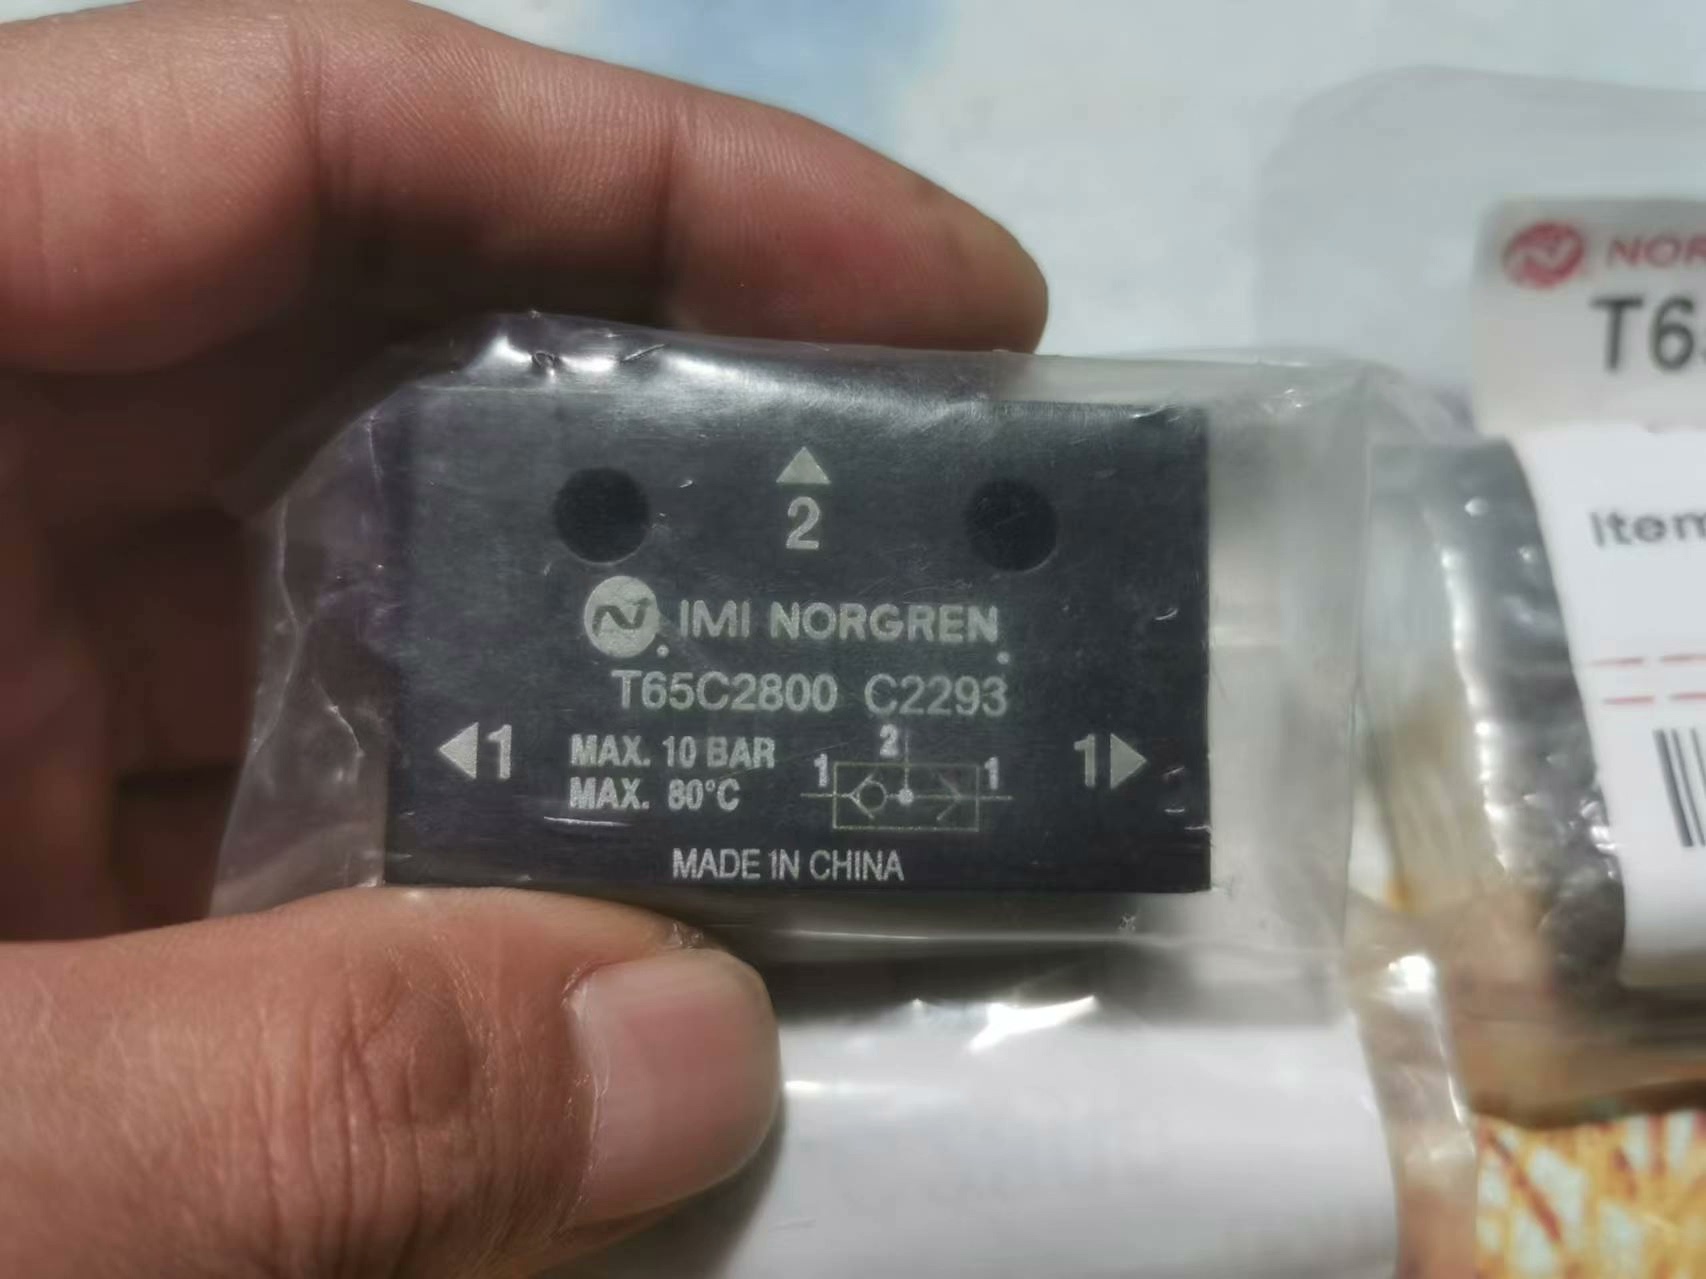 2
IMI NORGREN
T65C2800 C2293
1
MAX. 10 BAR
MAX. 80°C
2
1
1
1
MADE IN CHINA
NOR
T6
Item